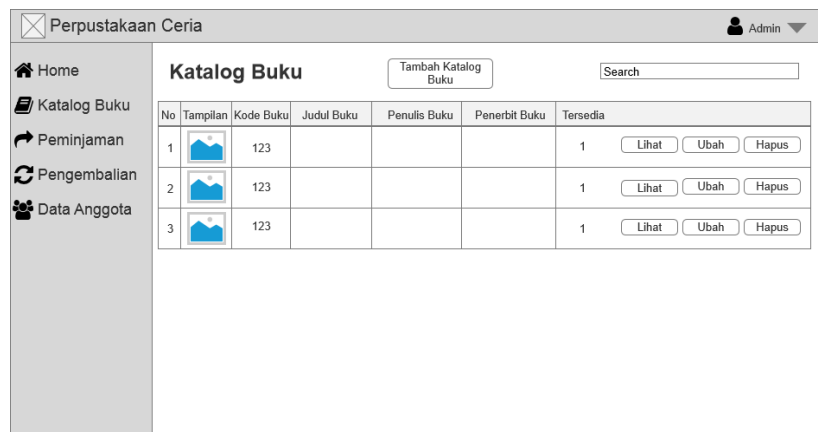 Perpustakaan Ceria
Admin
Home
Katalog Buku
Peminjaman
Pengembalian
Data Anggota
Katalog Buku
Tambah Katalog
Buku
Search
No Tampilan Kode Buku Judul Buku Penulis Buku Penerbit Buku Tersedia
1 123 1 Lihat Ubah Hapus
2 123 1 Lihat Ubah Hapus
3 123 1 Lihat Ubah Hapus